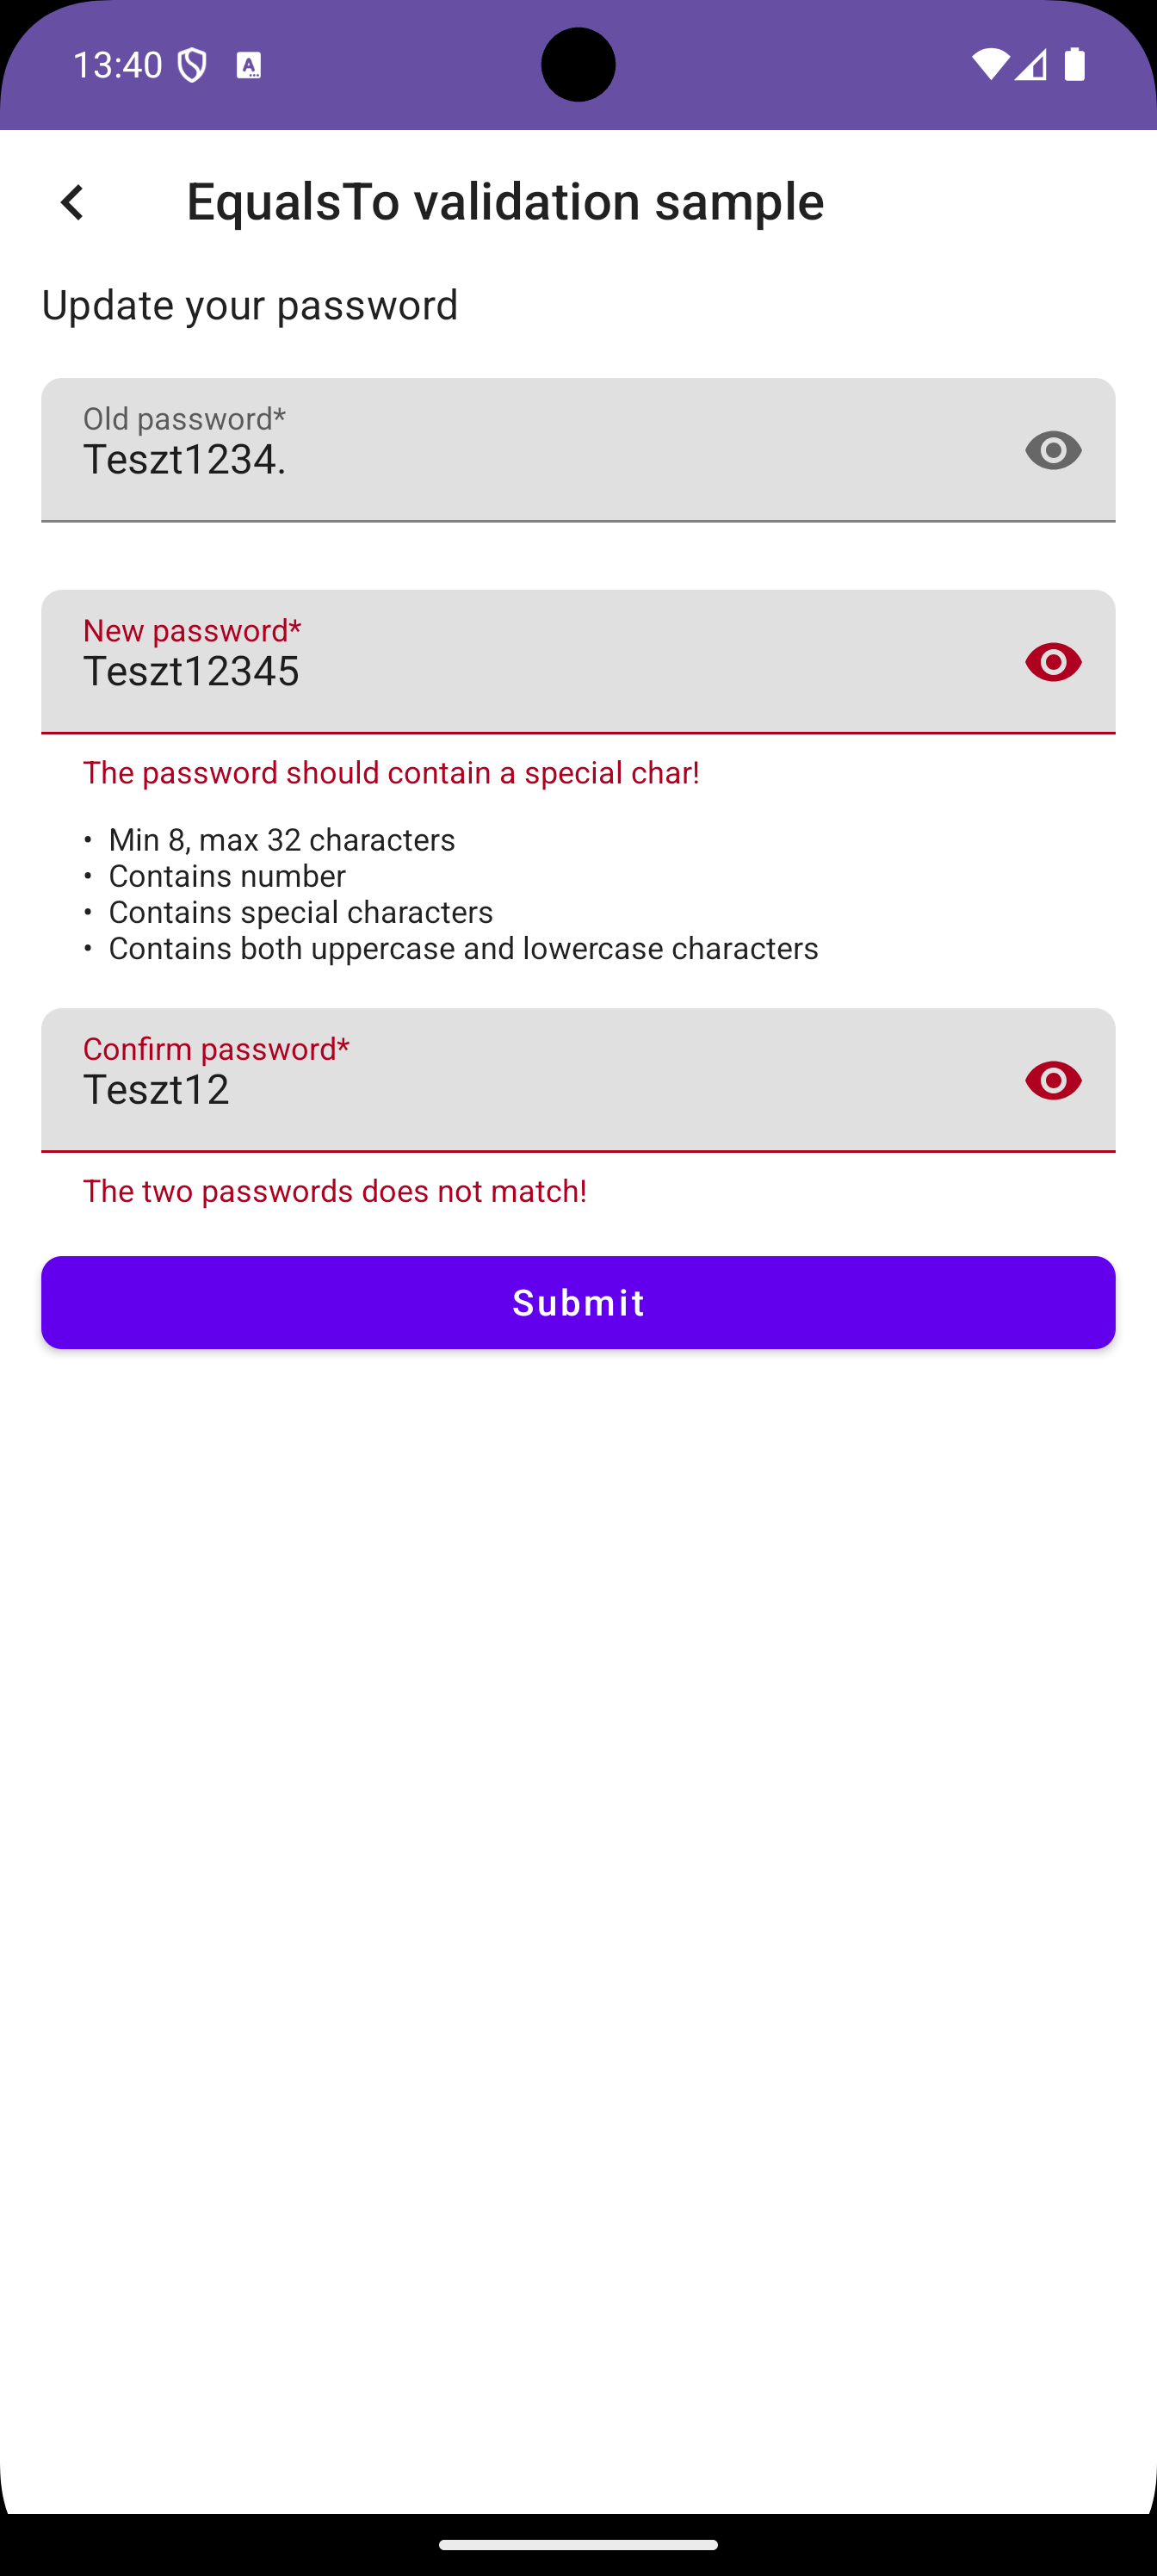 13:40
EqualsTo validation sample
Update your password
Old password*
Teszt1234.
New password*
Teszt12345
The password should contain a special char!
• Min 8, max 32 characters
• Contains number
• Contains special characters
• Contains both uppercase and lowercase characters
Confirm password*
Teszt12
The two passwords does not match!
Submit